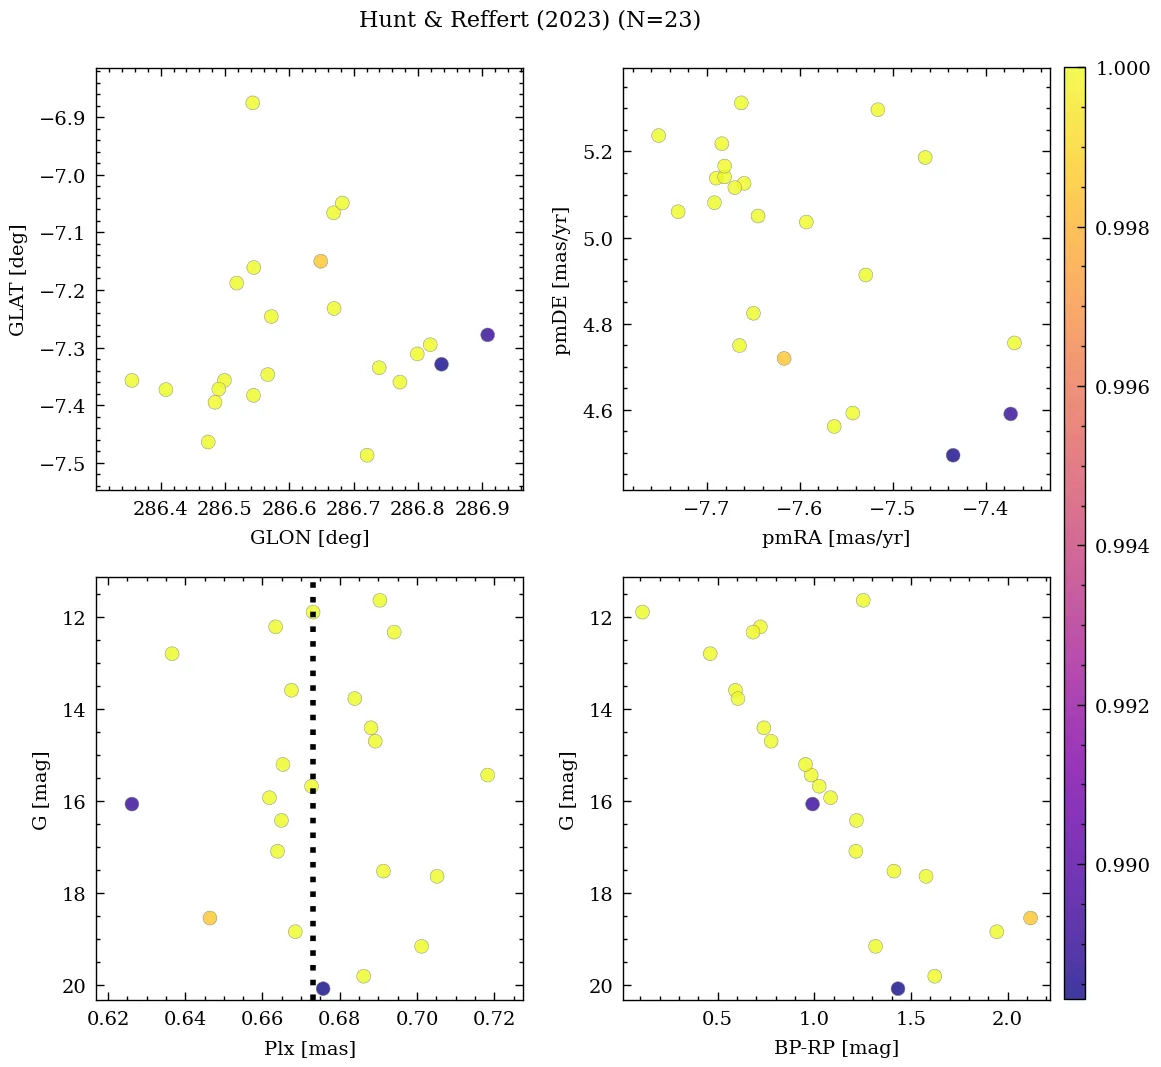 Hunt & Reffert (2023) (N=23)
−6.9
−7.0
−7.1
−7.2
−7.3
−7.4
−7.5
GLAT [deg]
286.4 286.5 286.6 286.7 286.8 286.9
GLON [deg]
5.2
5.0
4.8
4.6
pmDE [mas/yr]
−7.7 −7.6 −7.5 −7.4
pmRA [mas/yr]
12
14
16
18
20
G [mag]
0.62 0.64 0.66 0.68 0.70 0.72
Plx [mas]
12
14
16
18
20
G [mag]
0.5 1.0 1.5 2.0
BP-RP [mag]
1.000
0.998
0.996
0.994
0.992
0.990